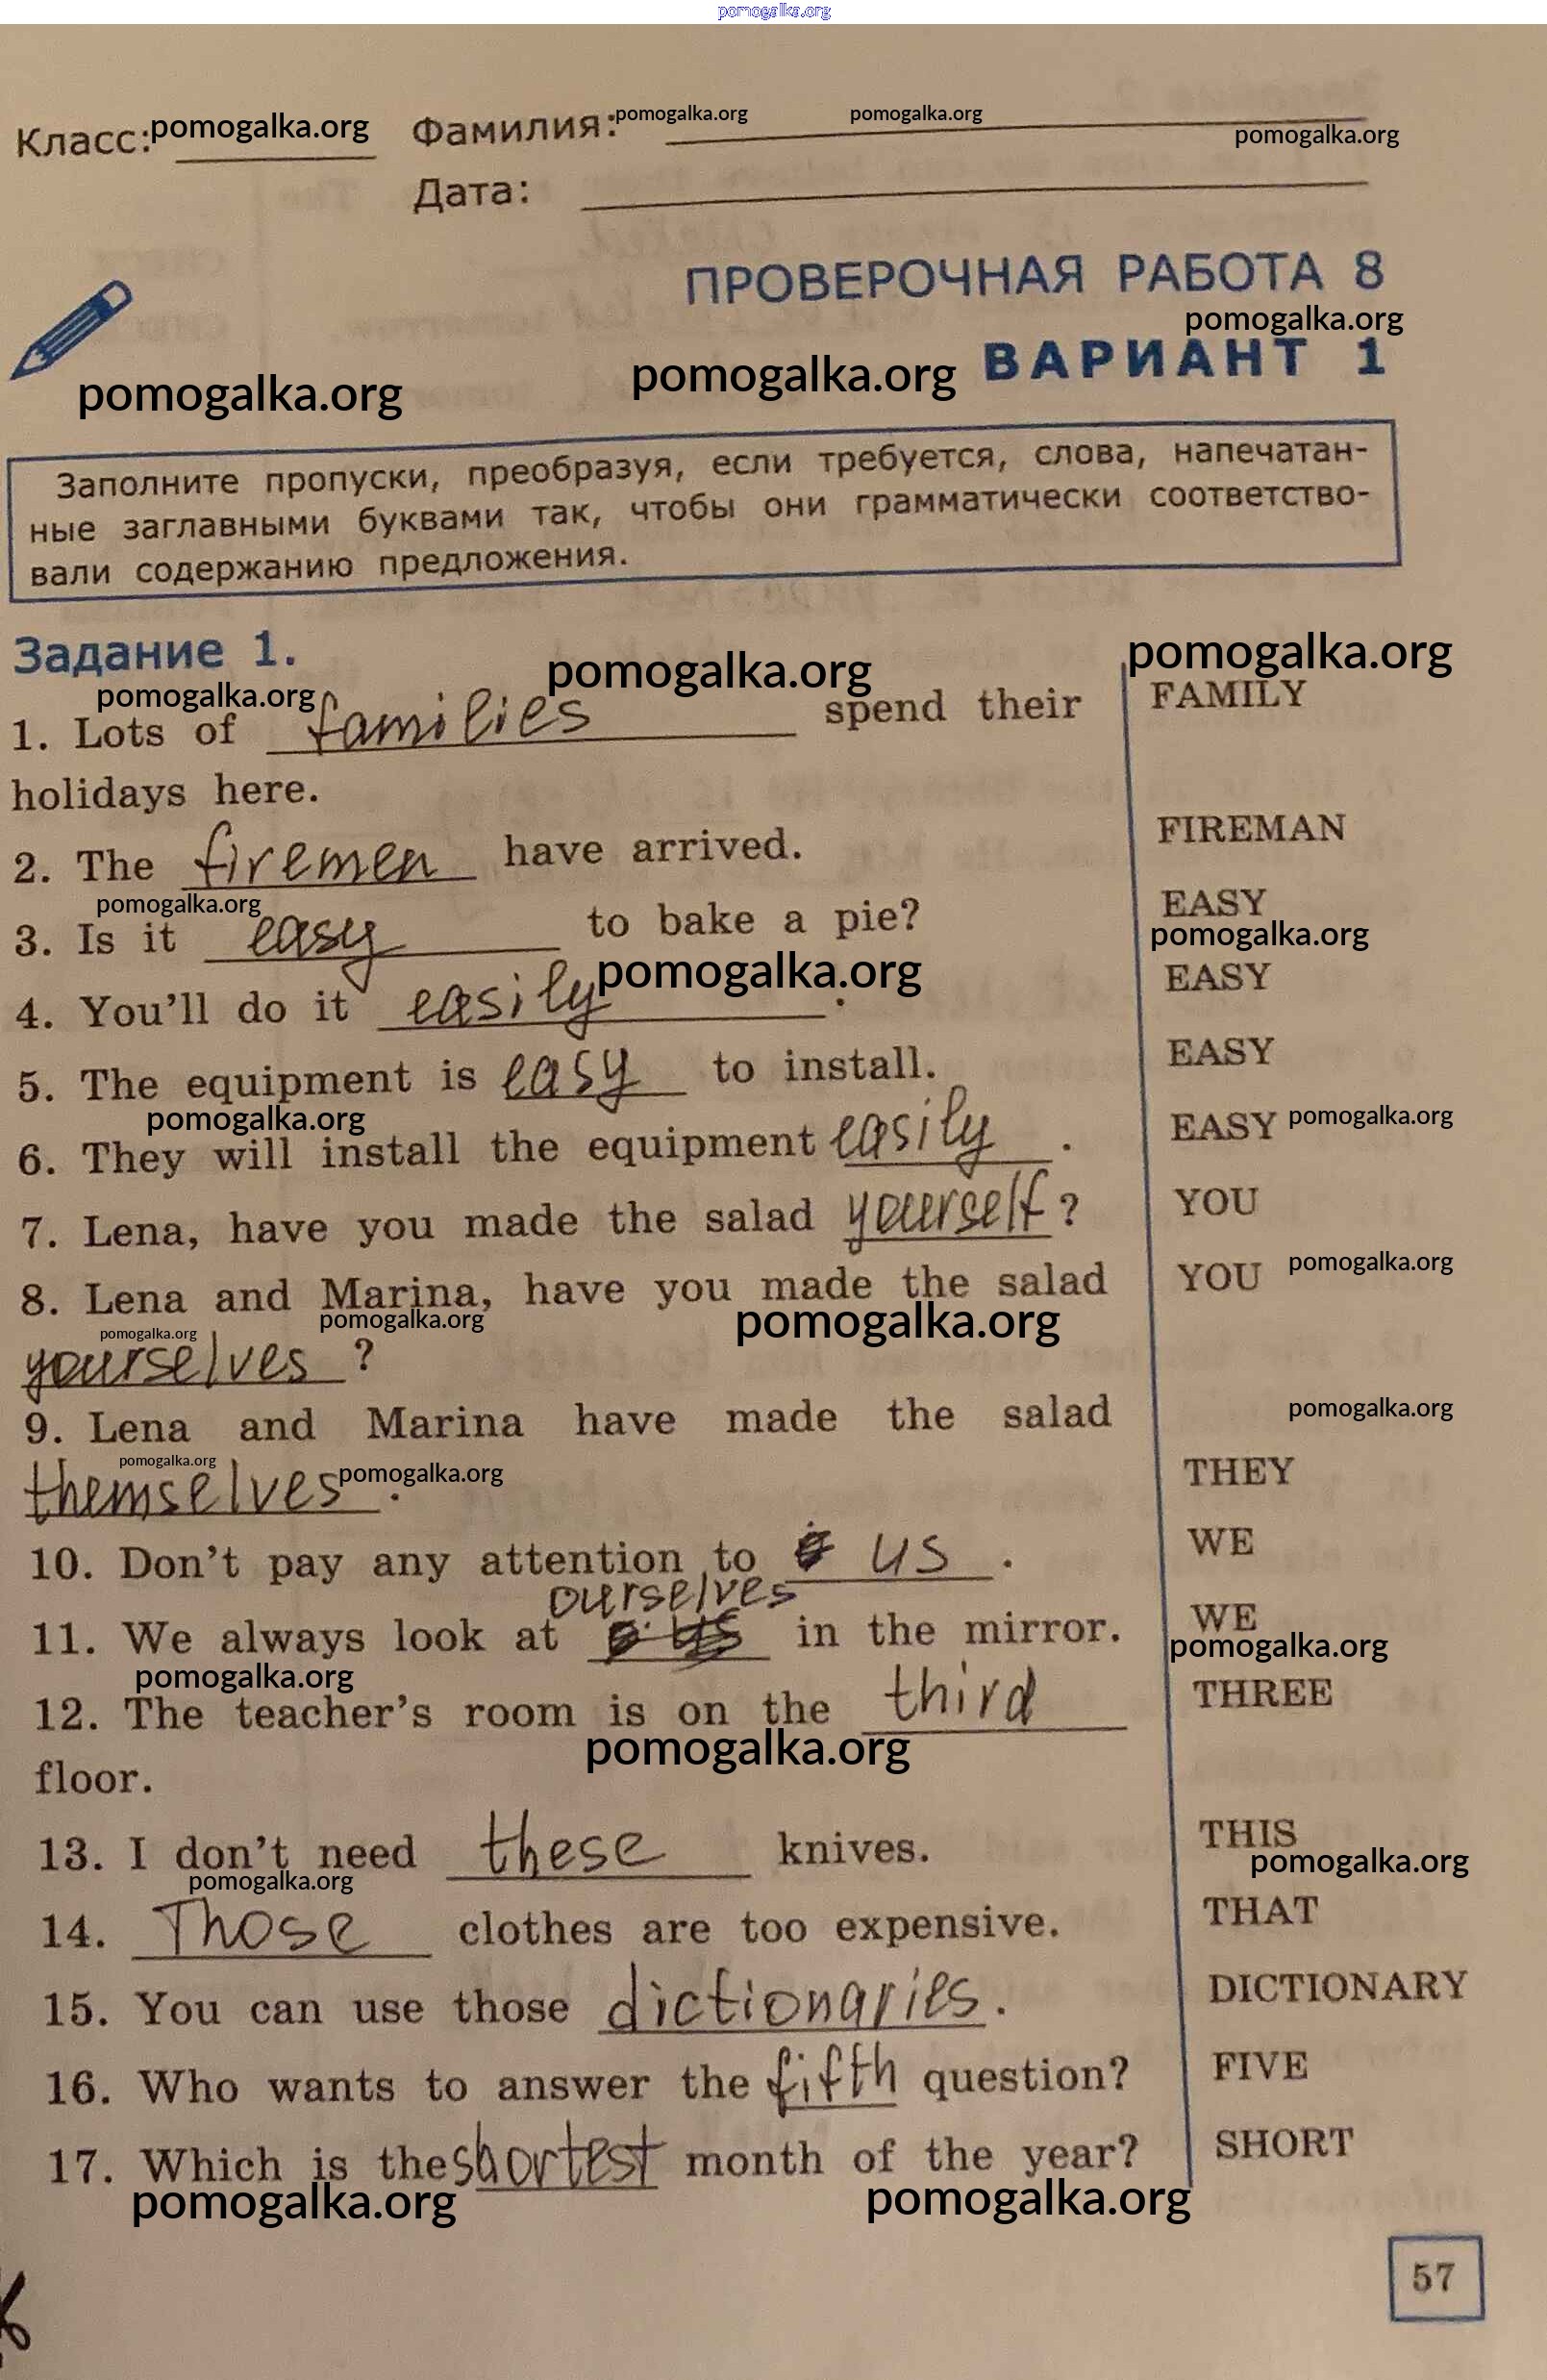 pomogalka.org
Класс: pomogalka.org Фамилия: pomogalka.org pomogalka.org
pomogalka.org
Дата:
ПРОВЕРОЧНАЯ РАБОТА 8
pomogalka.org
pomogalka.org pomogalka.org ВАРИАНТ 1
Заполните пропуски, преобразуя, если требуется, слова, напечатан-
ные заглавными буквами так, чтобы они грамматически соответство-
вали содержанию предложения.
Задание 1.
pomogalka.org pomogalka.org pomogalka.org
1. Lots of families spend their FAMILY
holidays here.
2. The firemen have arrived. FIREMAN
pomogalka.org
3. Is it easy to bake a pie? EASY
pomogalka.org pomogalka.org
4. You'll do it easily. EASY
5. The equipment is easy to install. EASY
pomogalka.org pomogalka.org
6. They will install the equipment easily. EASY
7. Lena, have you made the salad yourself? YOU
8. Lena and Marina, have you made the salad YOU pomogalka.org
pomogalka.org pomogalka.org pomogalka.org
yourselves?
9. Lena and Marina have made the salad pomogalka.org
pomogalka.org pomogalka.org
themselves. THEY
10. Don't pay any attention to us. WE
ourselves
11. We always look at in the mirror. WE
pomogalka.org pomogalka.org
12. The teacher's room is on the third THREE
pomogalka.org
floor.
13. I don't need these knives. THIS
pomogalka.org pomogalka.org
14. Those clothes are too expensive. THAT
15. You can use those dictionaries. DICTIONARY
16. Who wants to answer the fifth question? FIVE
17. Which is the shortest month of the year? SHORT
pomogalka.org pomogalka.org
57